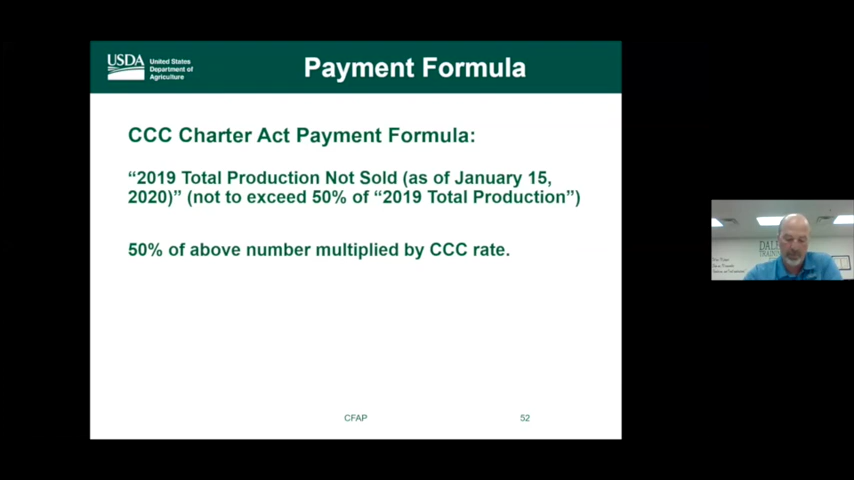 USDA
United States
Department of
Agriculture
Payment Formula
CCC Charter Act Payment Formula:
“2019 Total Production Not Sold (as of January 15,
2020)” (not to exceed 50% of “2019 Total Production”)
50% of above number multiplied by CCC rate.
CFAP
52